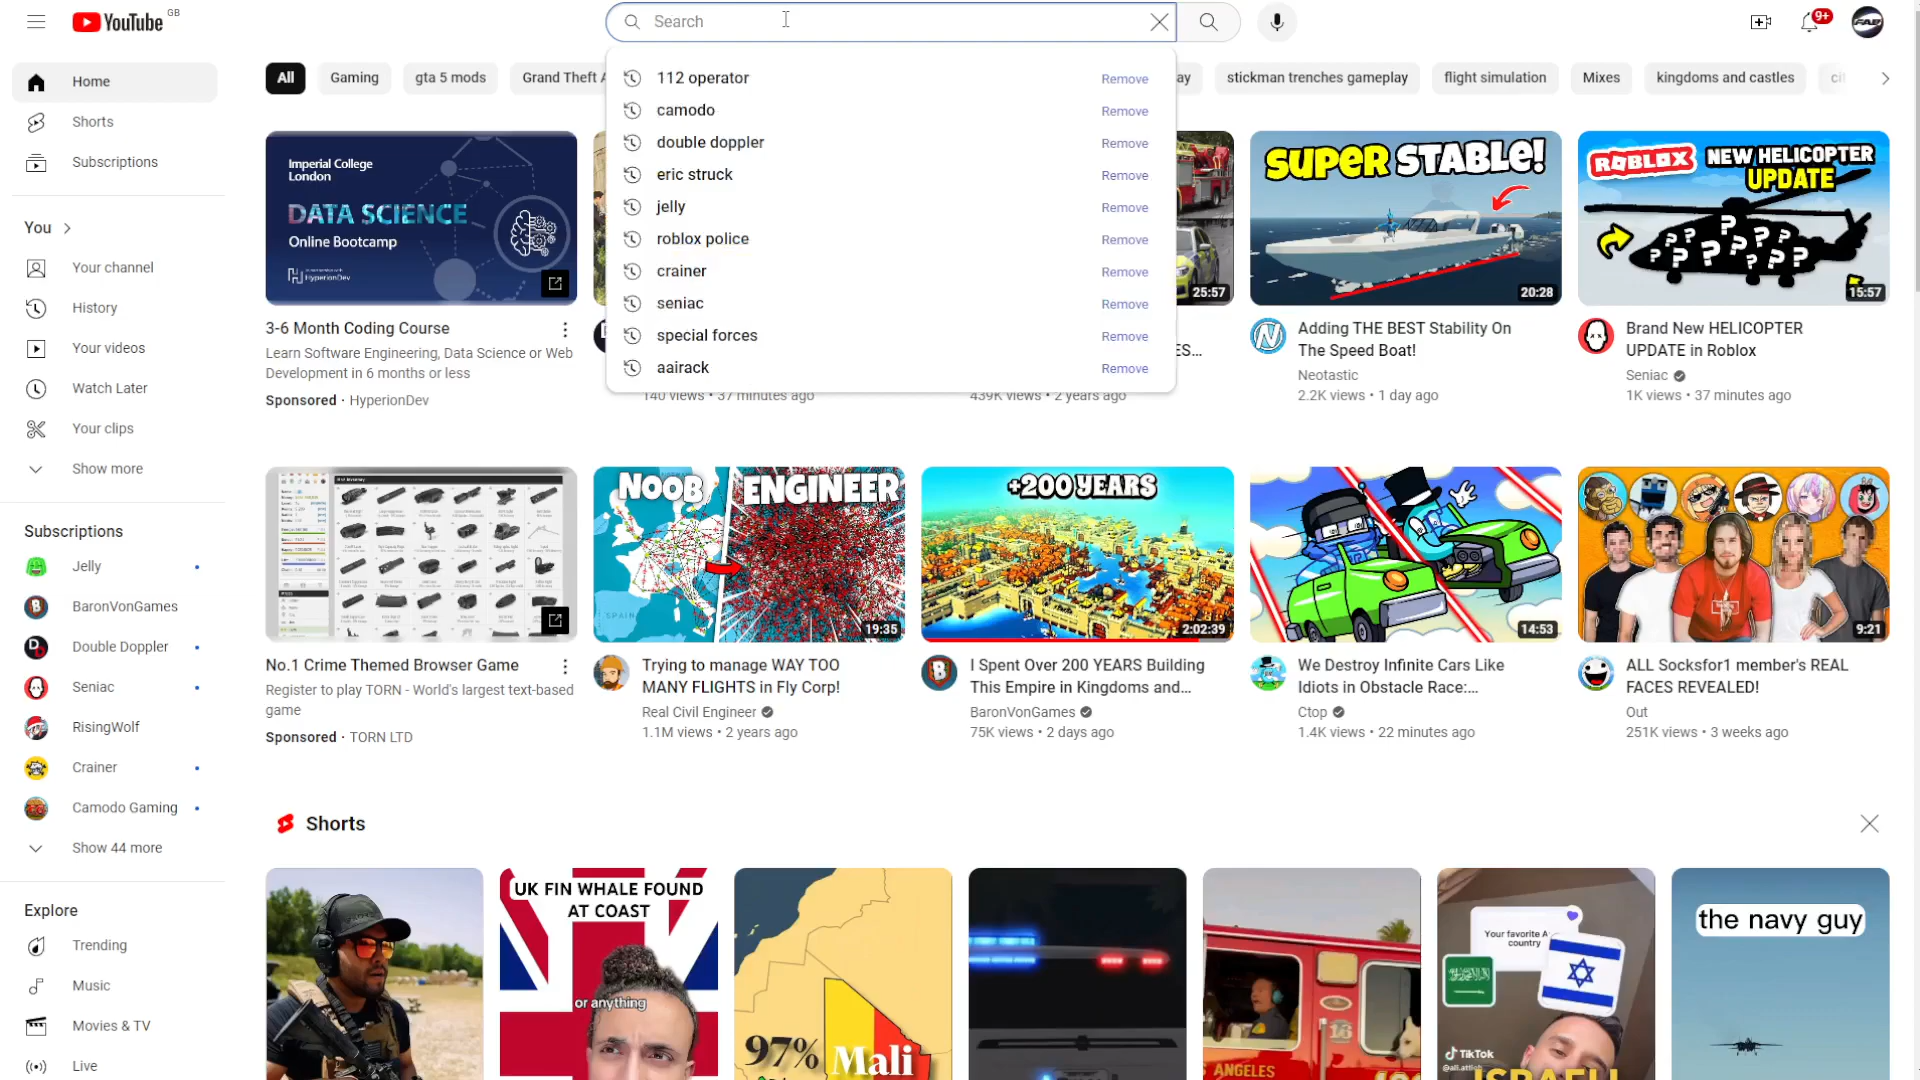 YouTube GB
Search
9+
FAB
112 operator Remove
camodo Remove
double doppler Remove
eric struck Remove
jelly Remove
roblox police Remove
crainer Remove
seniac Remove
special forces Remove
aairack Remove
Home
Shorts
Subscriptions
You
Your channel
History
Your videos
Watch Later
Your clips
Show more
Subscriptions
Jelly
BaronVonGames
Double Doppler
Seniac
RisingWolf
Crainer
Camodo Gaming
Show 44 more
Explore
Trending
Music
Movies & TV
Live
All
Gaming
gta 5 mods
Grand Theft A
ay
stickman trenches gameplay
flight simulation
Mixes
kingdoms and castles
Imperial College
London
DATA SCIENCE
Online Bootcamp
HyperionDev
3-6 Month Coding Course
Learn Software Engineering, Data Science or Web
Development in 6 months or less
Sponsored · HyperionDev
140 views • 37 minutes ago
25:57
ES...
439K views • 2 years ago
SUPER STABLE!
20:28
Adding THE BEST Stability On
The Speed Boat!
Neotastic
2.2K views • 1 day ago
ROBLOX NEW HELICOPTER
UPDATE
15:57
Brand New HELICOPTER
UPDATE in Roblox
Seniac
1K views • 37 minutes ago
No.1 Crime Themed Browser Game
Register to play TORN - World's largest text-based
game
Sponsored · TORN LTD
NOOB ENGINEER
SPAIN
19:35
Trying to manage WAY TOO
MANY FLIGHTS in Fly Corp!
Real Civil Engineer
1.1M views • 2 years ago
+200 YEARS
2:02:39
I Spent Over 200 YEARS Building
This Empire in Kingdoms and...
BaronVonGames
75K views • 2 days ago
14:53
We Destroy Infinite Cars Like
Idiots in Obstacle Race:...
Ctop
1.4K views • 22 minutes ago
9:21
ALL Socksfor1 member's REAL
FACES REVEALED!
Out
251K views • 3 weeks ago
Shorts
UK FIN WHALE FOUND
AT COAST
or anything
97% Mali
16
S ANGELES
Your favorite A
country
TikTok
ISRAELI
the navy guy